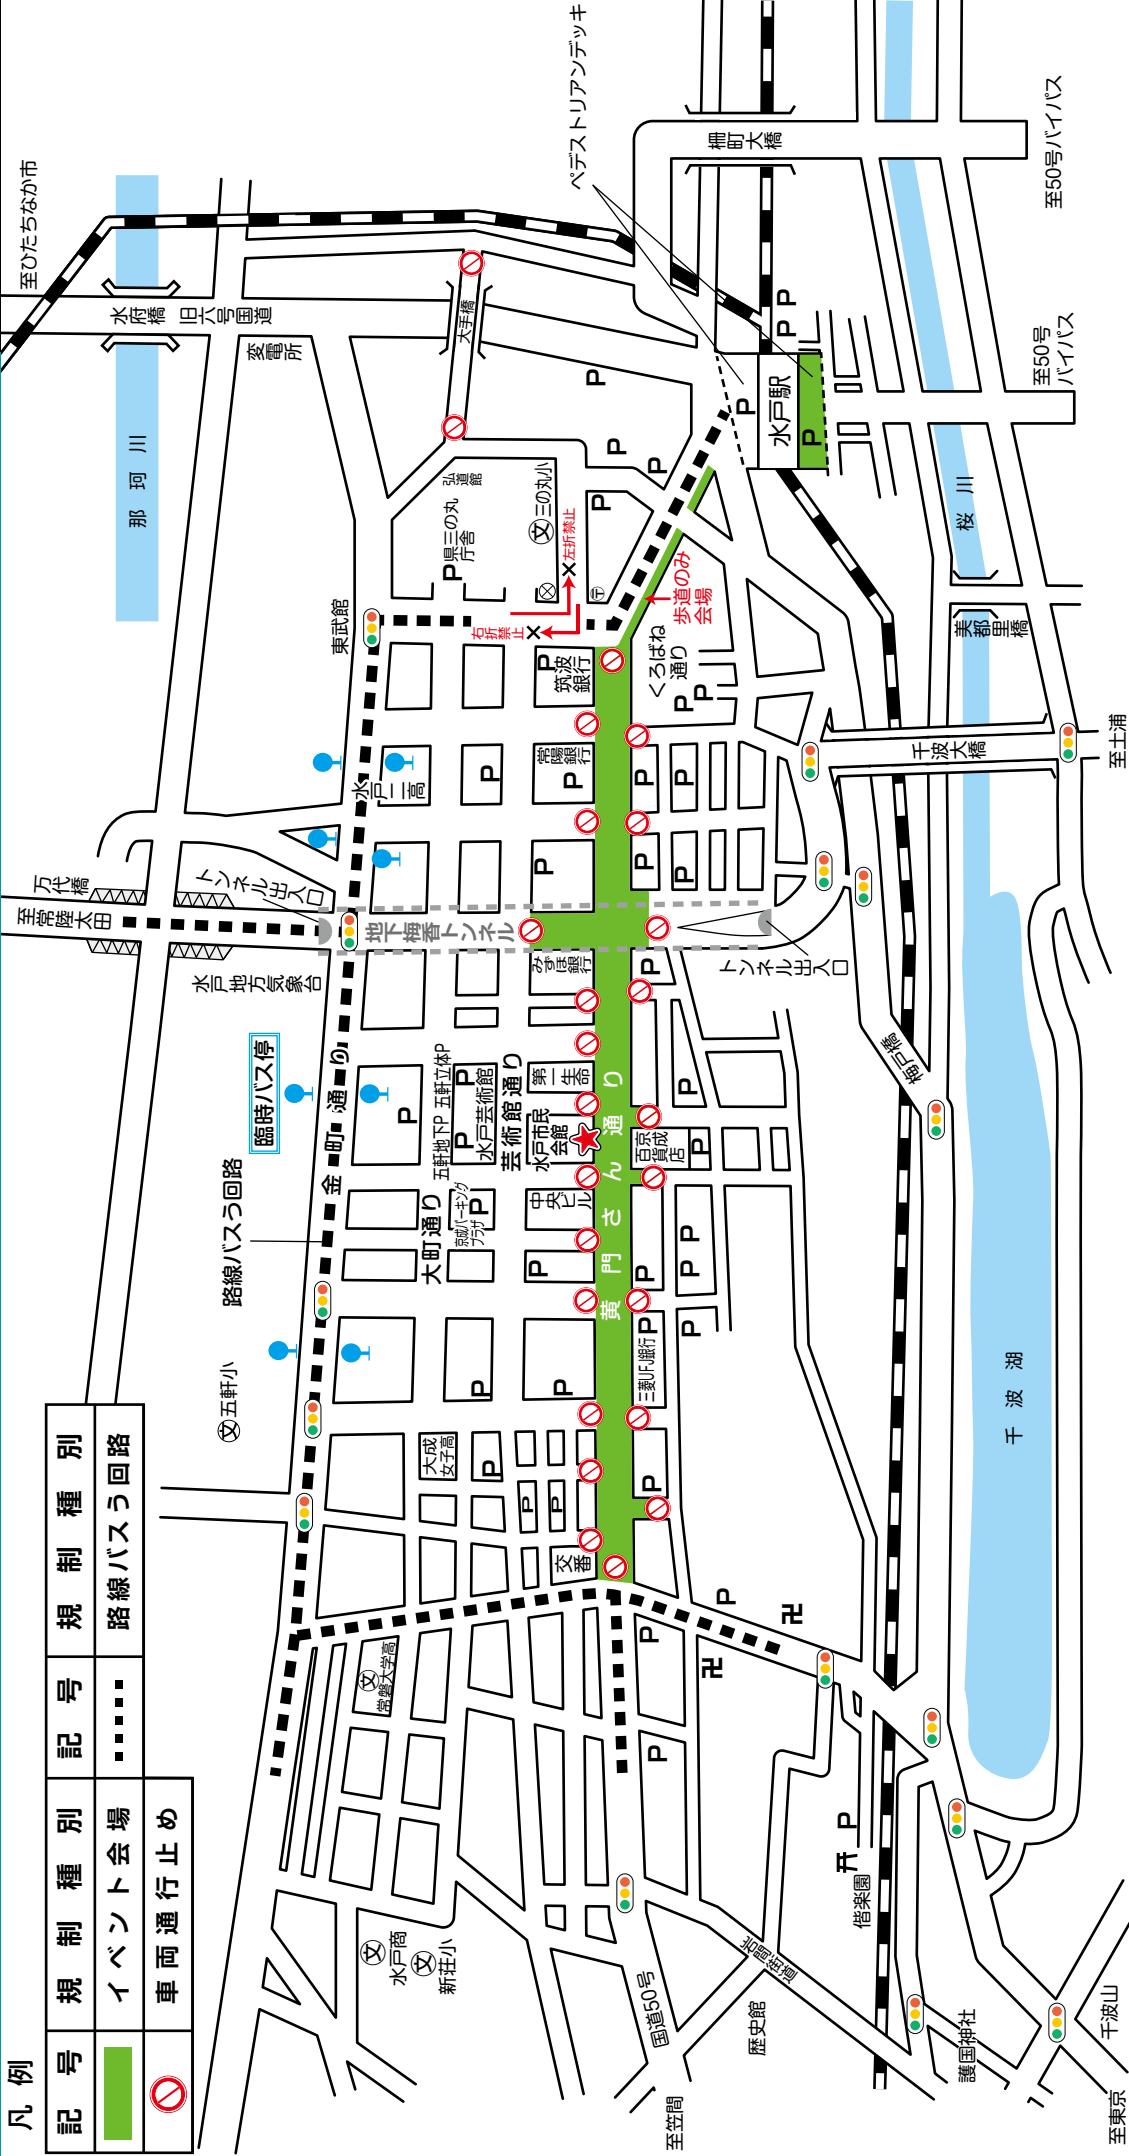 凡例
記号
規制種別
記号
規制種別
イベント会場
路線バスう回路
車両通行止め
至ひたちなか市
水府橋
旧六号国道
変電所
那珂川
大手橋
弘道館
P県三の丸
庁舎
文三の丸小
左折禁止
右折禁止
東武館
ペデストリアンデッキ
柵町大橋
至50号バイパス
至50号
バイパス
水戸駅
P
P
P
P
P
P
P
P
P
桜川
美都里橋
歩道のみ
会場
くろばね
通り
P
P
P
筑波
銀行
常陽
銀行
P
P
P
P
P
P
P
水戸二高
千波大橋
至土浦
万代橋
至常陸太田
トンネル出入口
地下梅香トンネル
水戸地方気象台
みずほ銀行
P
トンネル出入口
梅戸橋
臨時バス停
路線バスう回路
金町通り
P
五軒地下P
五軒立体P
P
P
水戸芸術館
芸術館通り
第一生命
水戸市民
会館
黄門さん通り
京成
百貨店
P
P
大町通り
京成パーキング
プラザ
P
中央ビル
P
P
P
P
P
P
三菱UFJ銀行
P
P
文五軒小
大成
女子高
P
P
P
P
交番
千波湖
文
常磐大学高
P
P
P
卍
卍
P
偕楽園
文
水戸商
文
新荘小
岩間街道
国道50号
歴史館
至笠間
護国神社
千波山
至東京